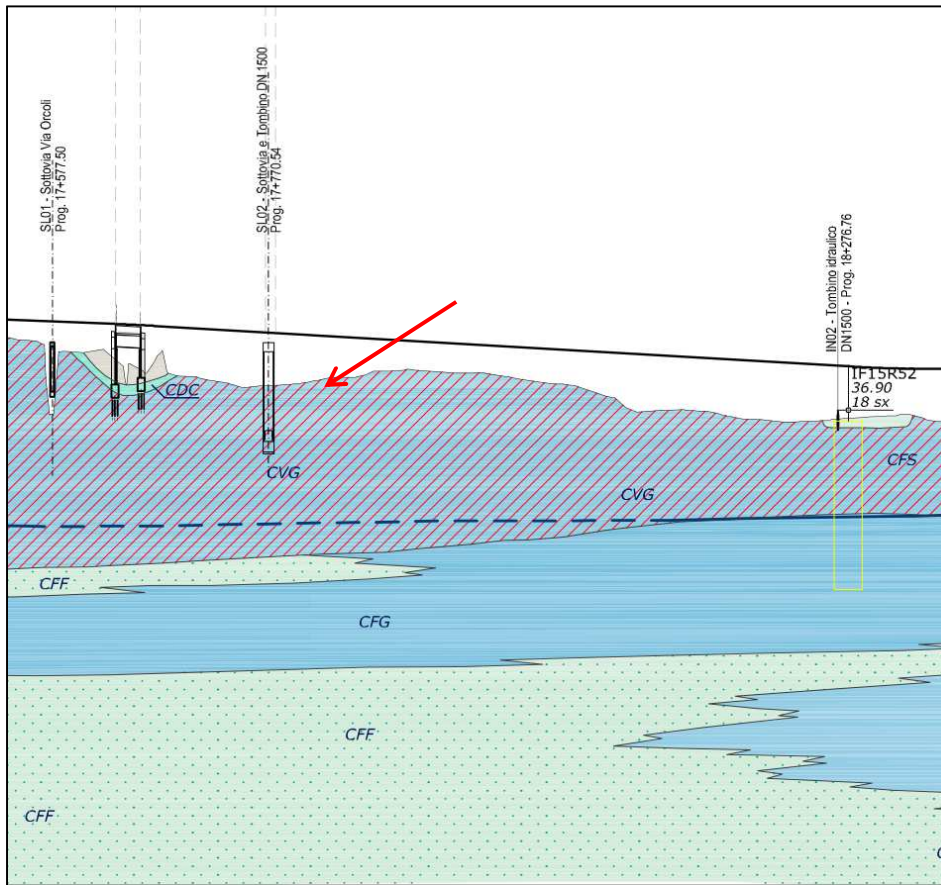 SL01 - Sottovia Via Orcoli
Prog. 17+577.50
SL02 - Sottovia e Tombino DN 1500
Prog. 17+770.54
IN02 - Tombino idraulico
DN1500 - Prog. 18+276.76
IF15R52
36.90
18 sx
CDC
CVG
CVG
CFS
CFF
CFG
CFF
CFF